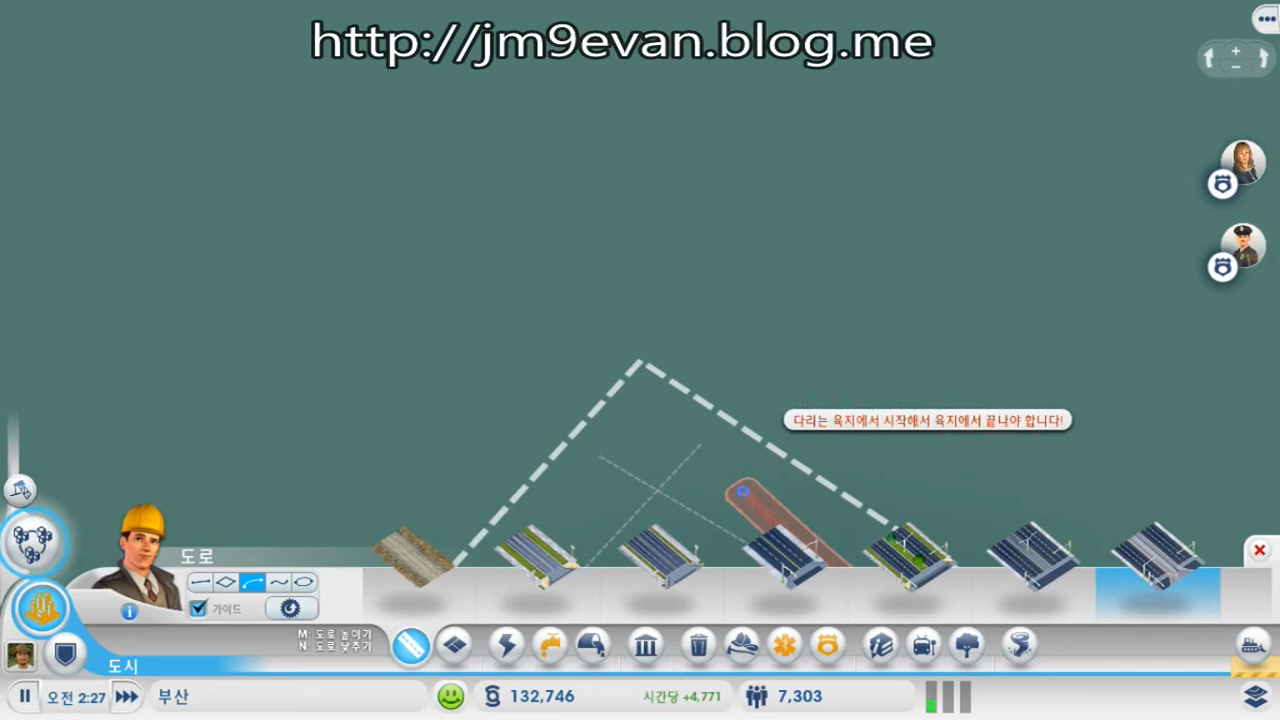 http://jm9evan.blog.me
다리는 육지에서 시작해서 육지에서 끝나야 합니다!
도로
가이드
M: 도로 높이기
N: 도로 낮추기
도시
오전 2:27
부산
132,746
시간당 +4,771
7,303